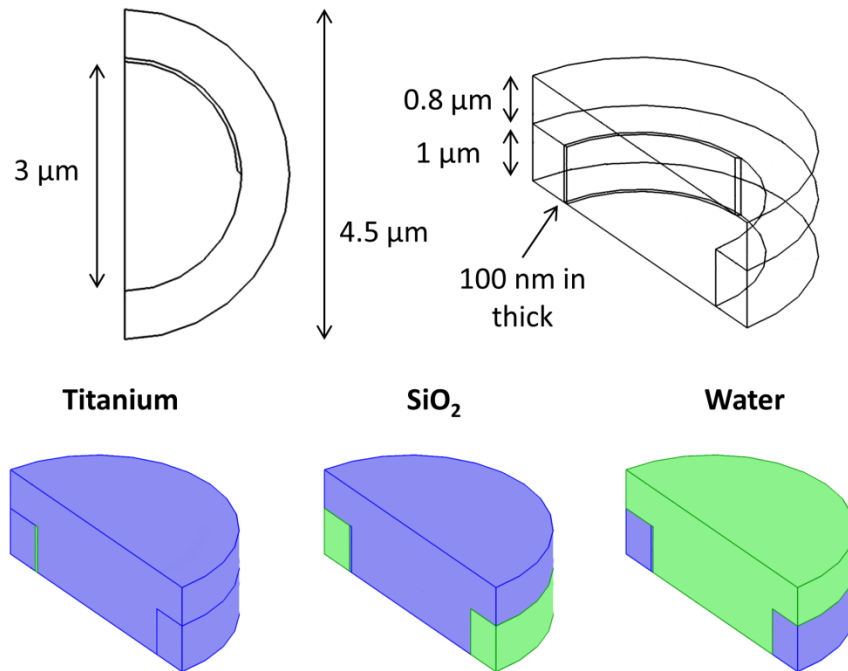 0.8 μm
3 μm
1 μm
4.5 μm
100 nm in
thick
Titanium
SiO₂
Water